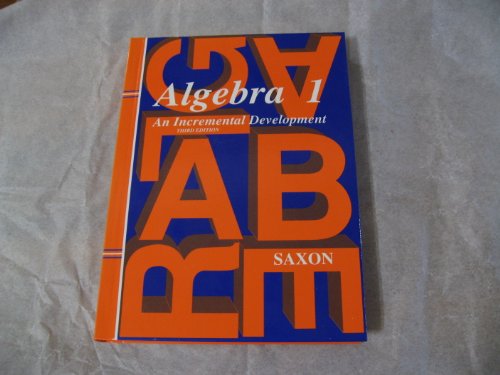 Algebra 1
An Incremental Development
THIRD EDITION
A
L
G
E
B
R
A
SAXON